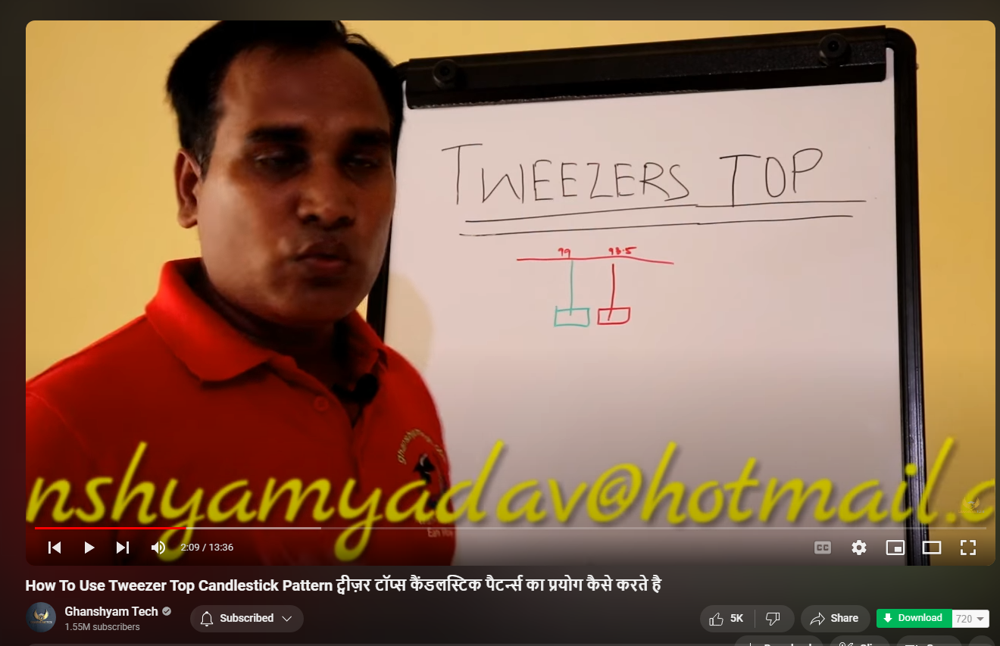 TWEEZERS TOP
99 98.5
nshyamyadav@hotmail.c
2:09 / 13:36
CC
How To Use Tweezer Top Candlestick Pattern ट्वीज़र टॉप्स कैंडलस्टिक पैटर्न्स का प्रयोग कैसे करते है
Ghanshyam Tech
1.55M subscribers
Subscribed
5K
Share
Download
720